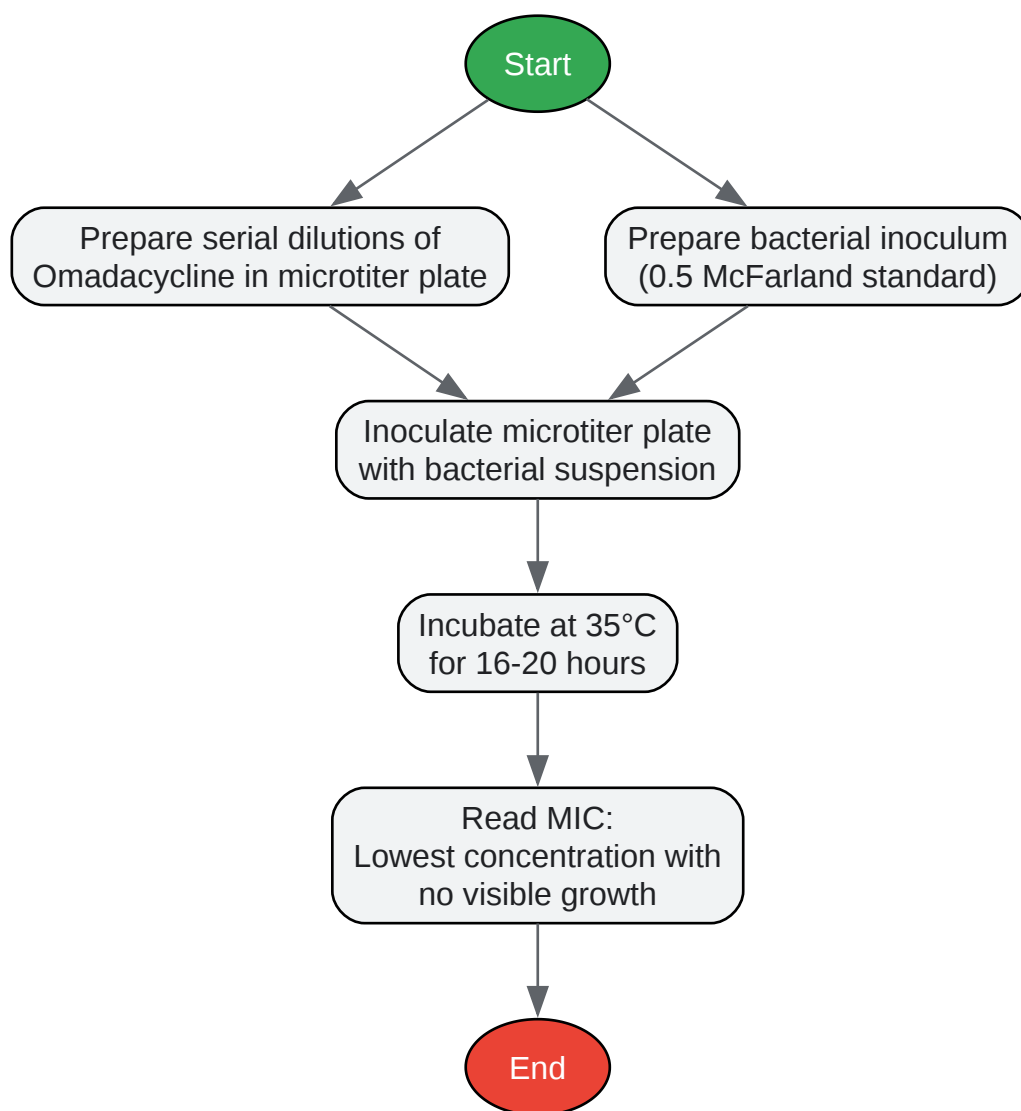 Start
Prepare serial dilutions of
Omadacycline in microtiter plate
Prepare bacterial inoculum
(0.5 McFarland standard)
Inoculate microtiter plate
with bacterial suspension
Incubate at 35°C
for 16-20 hours
Read MIC:
Lowest concentration with
no visible growth
End